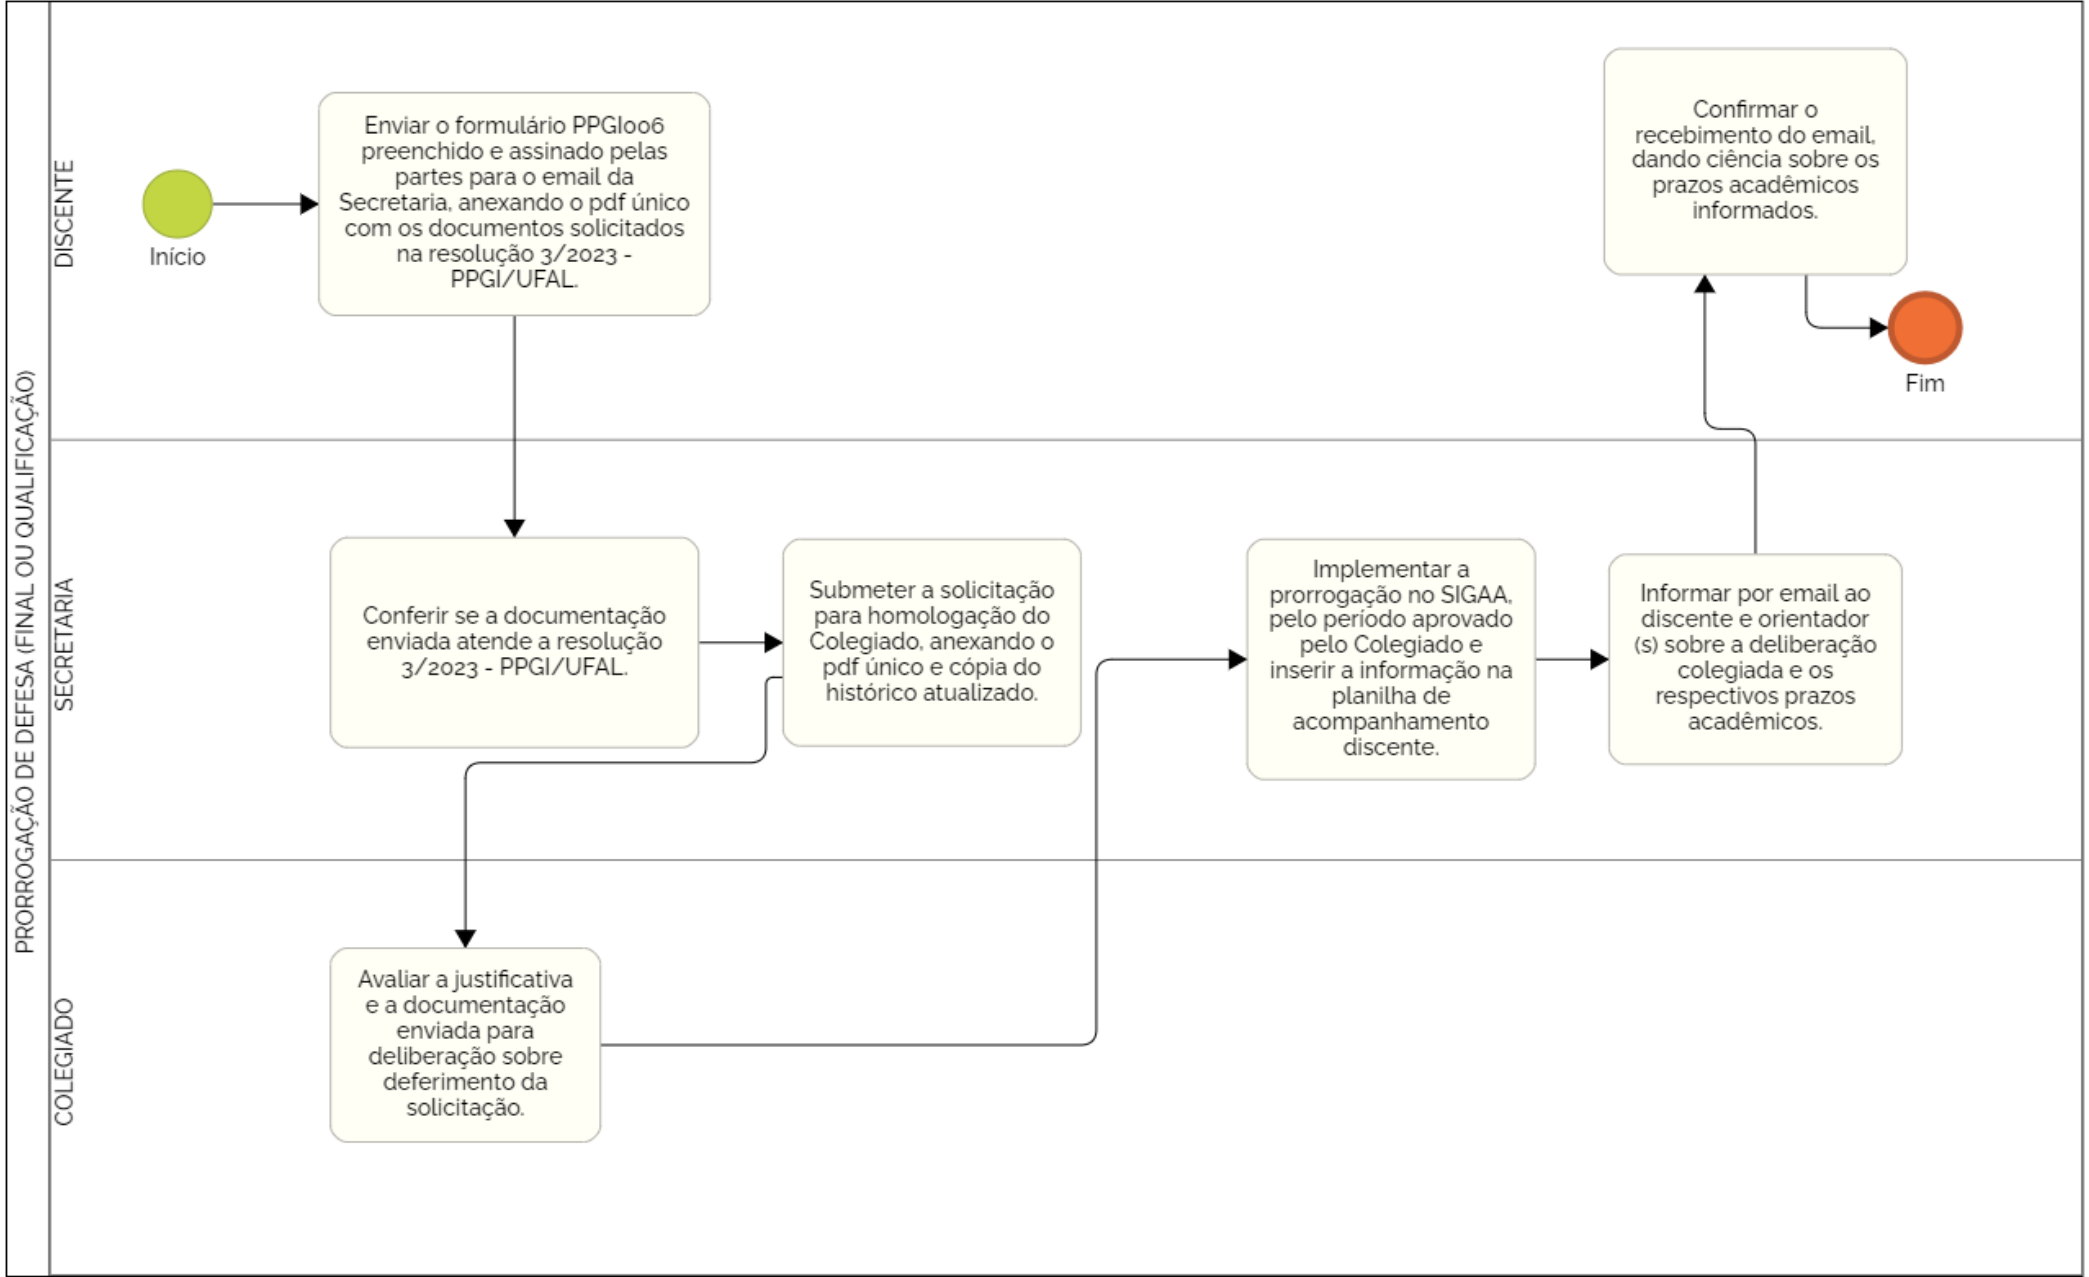 PRORROGAÇÃO DE DEFESA (FINAL OU QUALIFICAÇÃO)
DISCENTE
Início
Enviar o formulário PPGI006
preenchido e assinado pelas
partes para o email da
Secretaria, anexando o pdf único
com os documentos solicitados
na resolução 3/2023 -
PPGI/UFAL.
Confirmar o
recebimento do email,
dando ciência sobre os
prazos acadêmicos
informados.
Fim
SECRETARIA
Conferir se a documentação
enviada atende a resolução
3/2023 - PPGI/UFAL.
Submeter a solicitação
para homologação do
Colegiado, anexando o
pdf único e cópia do
histórico atualizado.
Implementar a
prorrogação no SIGAA,
pelo período aprovado
pelo Colegiado e
inserir a informação na
planilha de
acompanhamento
discente.
Informar por email ao
discente e orientador
(s) sobre a deliberação
colegiada e os
respectivos prazos
acadêmicos.
COLEGIADO
Avaliar a justificativa
e a documentação
enviada para
deliberação sobre
deferimento da
solicitação.